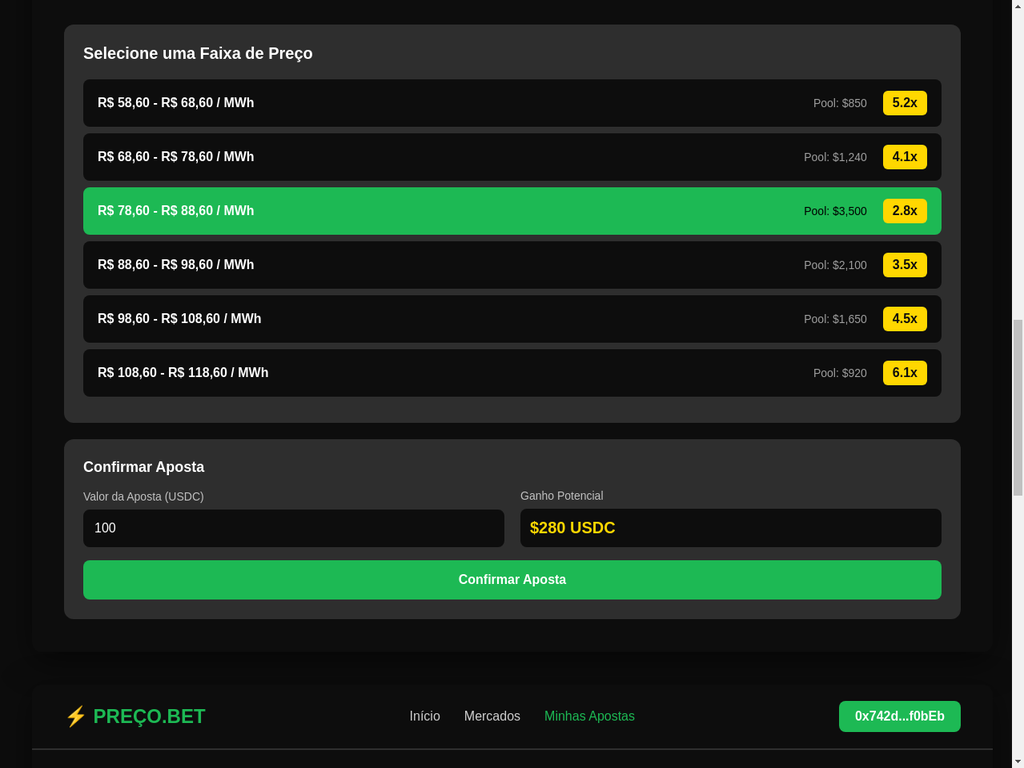 Selecione uma Faixa de Preço
R$ 58,60 - R$ 68,60 / MWh Pool: $850 5.2x
R$ 68,60 - R$ 78,60 / MWh Pool: $1,240 4.1x
R$ 78,60 - R$ 88,60 / MWh Pool: $3,500 2.8x
R$ 88,60 - R$ 98,60 / MWh Pool: $2,100 3.5x
R$ 98,60 - R$ 108,60 / MWh Pool: $1,650 4.5x
R$ 108,60 - R$ 118,60 / MWh Pool: $920 6.1x
Confirmar Aposta
Valor da Aposta (USDC) Ganho Potencial
100 $280 USDC
Confirmar Aposta
⚡ PREÇO.BET Início Mercados Minhas Apostas 0x742d...f0bEb